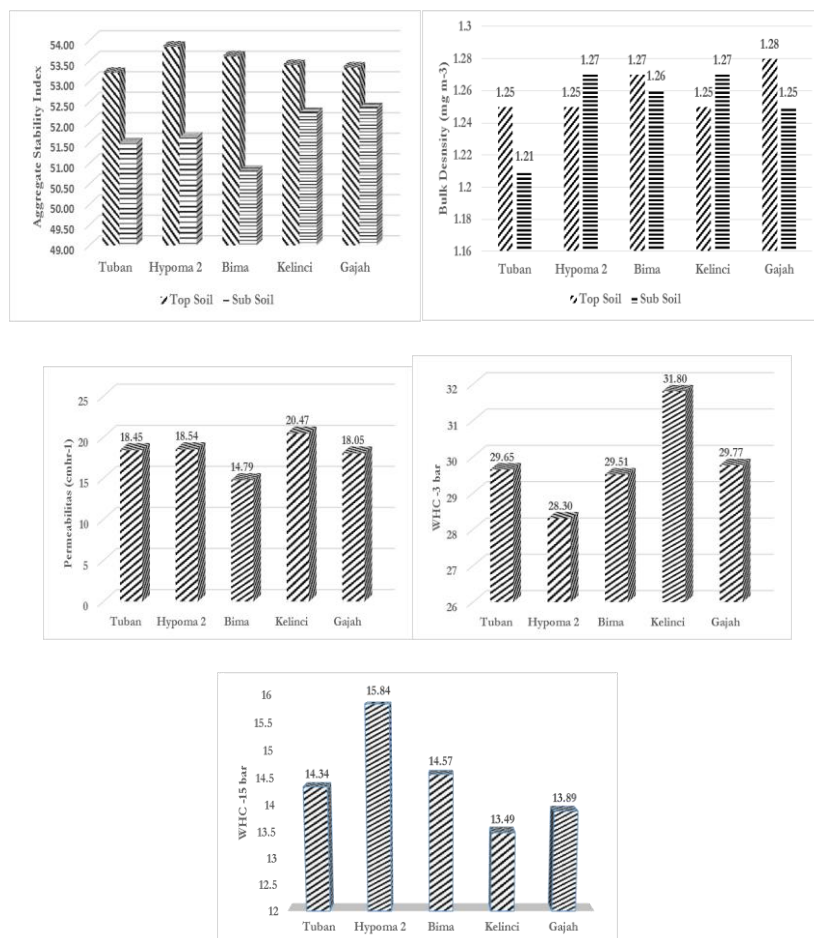 Aggregate Stability Index
54.00
53.50
53.00
52.50
52.00
51.50
51.00
50.50
50.00
49.50
49.00
Tuban Hypoma 2 Bima Kelinci Gajah
Top Soil Sub Soil
Bulk Desnsity (mg m-3)
1.3
1.28
1.26
1.24
1.22
1.2
1.18
1.16
1.25 1.21 1.25 1.27 1.27 1.26 1.25 1.27 1.28 1.25
Tuban Hypoma 2 Bima Kelinci Gajah
Top Soil Sub Soil
Permeabilitas (cmhr-1)
25
20
15
10
5
0
18.45 18.54 14.79 20.47 18.05
Tuban Hypoma 2 Bima Kelinci Gajah
WHC -3 bar
32
31
30
29
28
27
26
29.65 28.30 29.51 31.80 29.77
Tuban Hypoma 2 Bima Kelinci Gajah
WHC -15 bar
16
15.5
15
14.5
14
13.5
13
12.5
12
14.34 15.84 14.57 13.49 13.89
Tuban Hypoma 2 Bima Kelinci Gajah